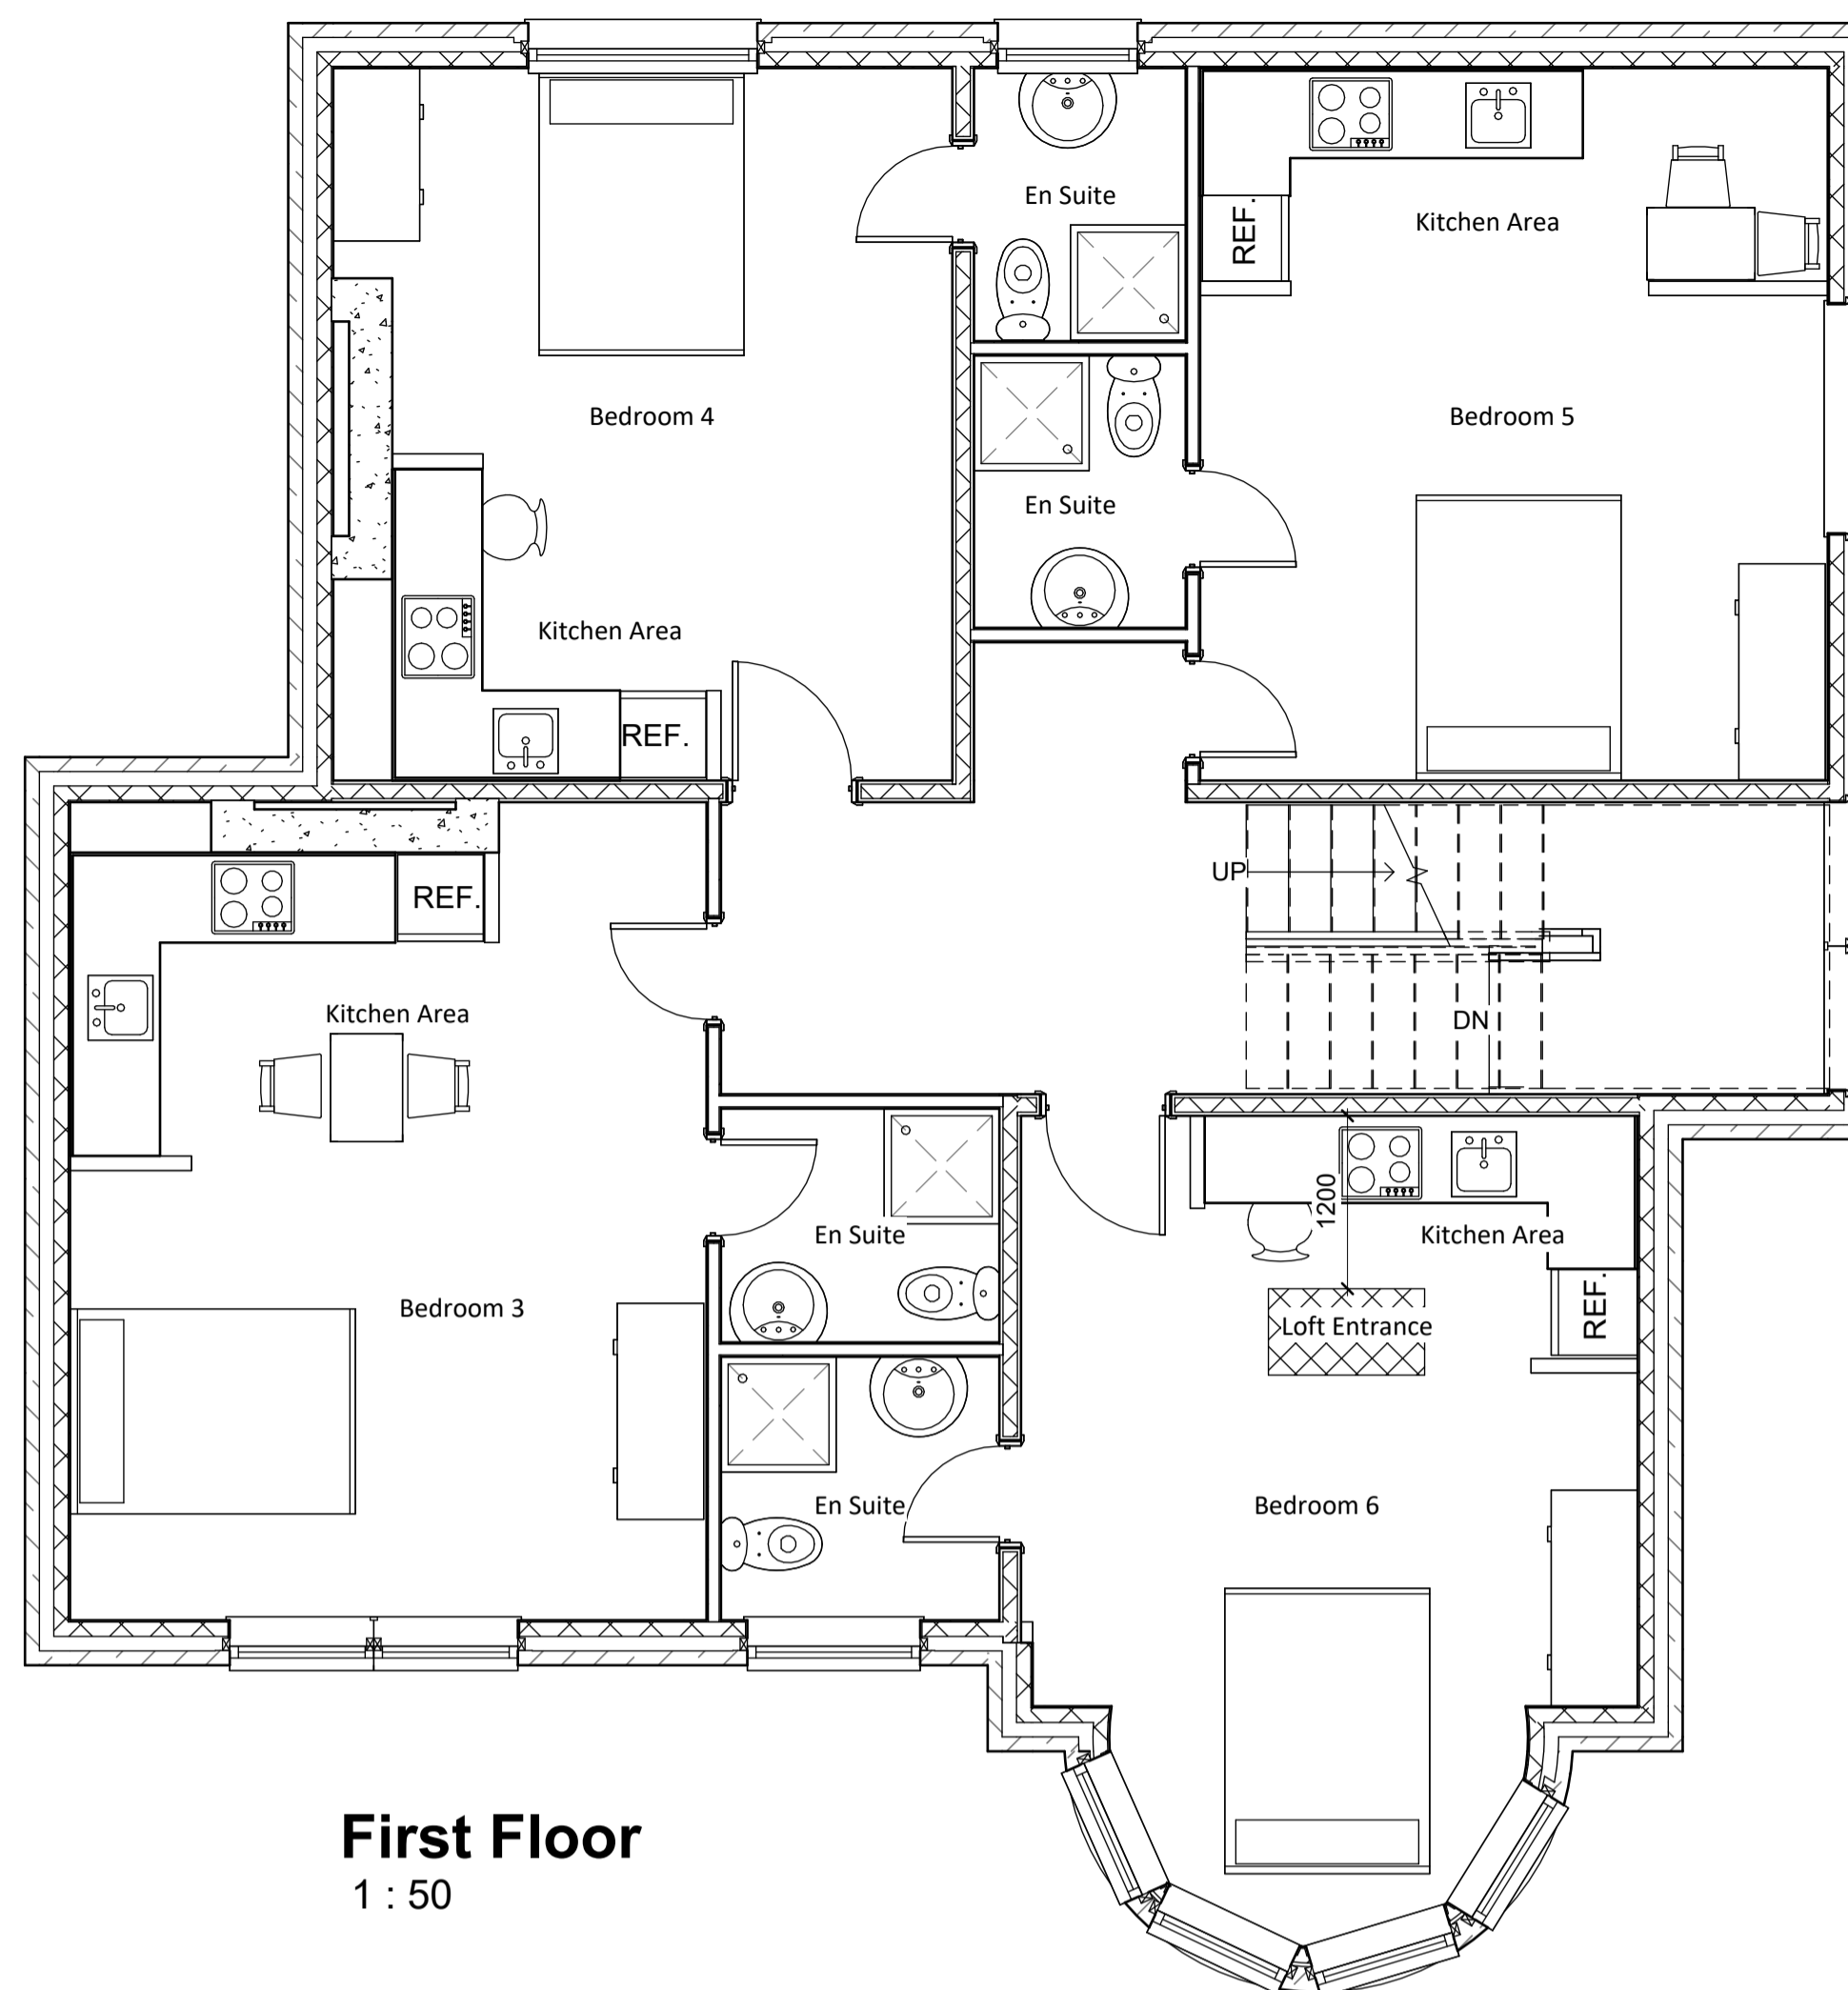 En Suite
Kitchen Area
REF.
Bedroom 4
Bedroom 5
En Suite
Kitchen Area
REF.
UP
REF.
Kitchen Area
DN
1200
En Suite
Kitchen Area
Bedroom 3
REF.
Loft Entrance
En Suite
Bedroom 6
First Floor
1 : 50